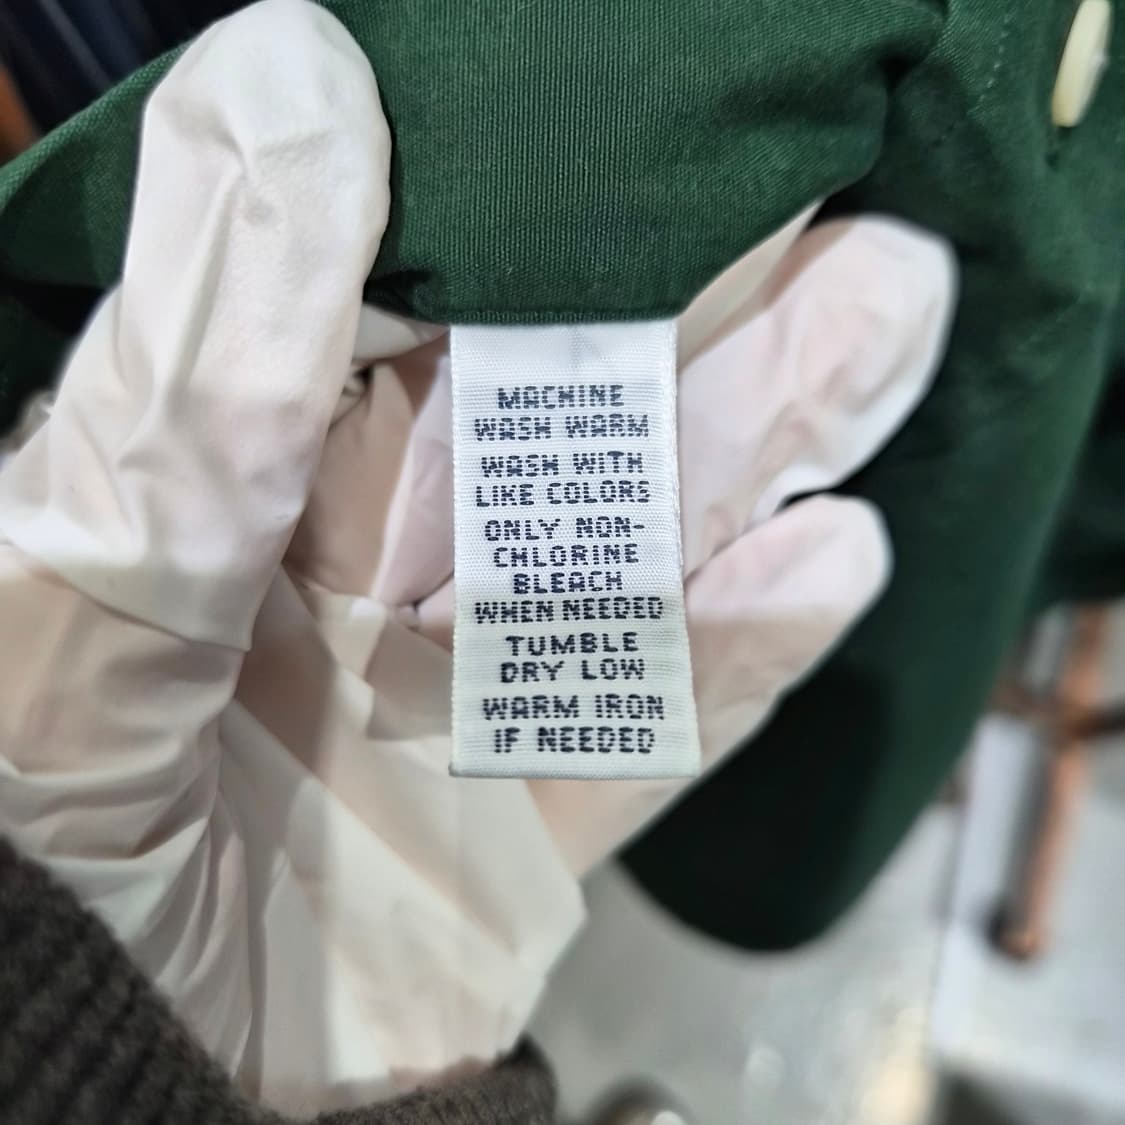 MACHINE
WASH WARM
WASH WITH
LIKE COLORS
ONLY NON-
CHLORINE
BLEACH
WHEN NEEDED
TUMBLE
DRY LOW
WARM IRON
IF NEEDED